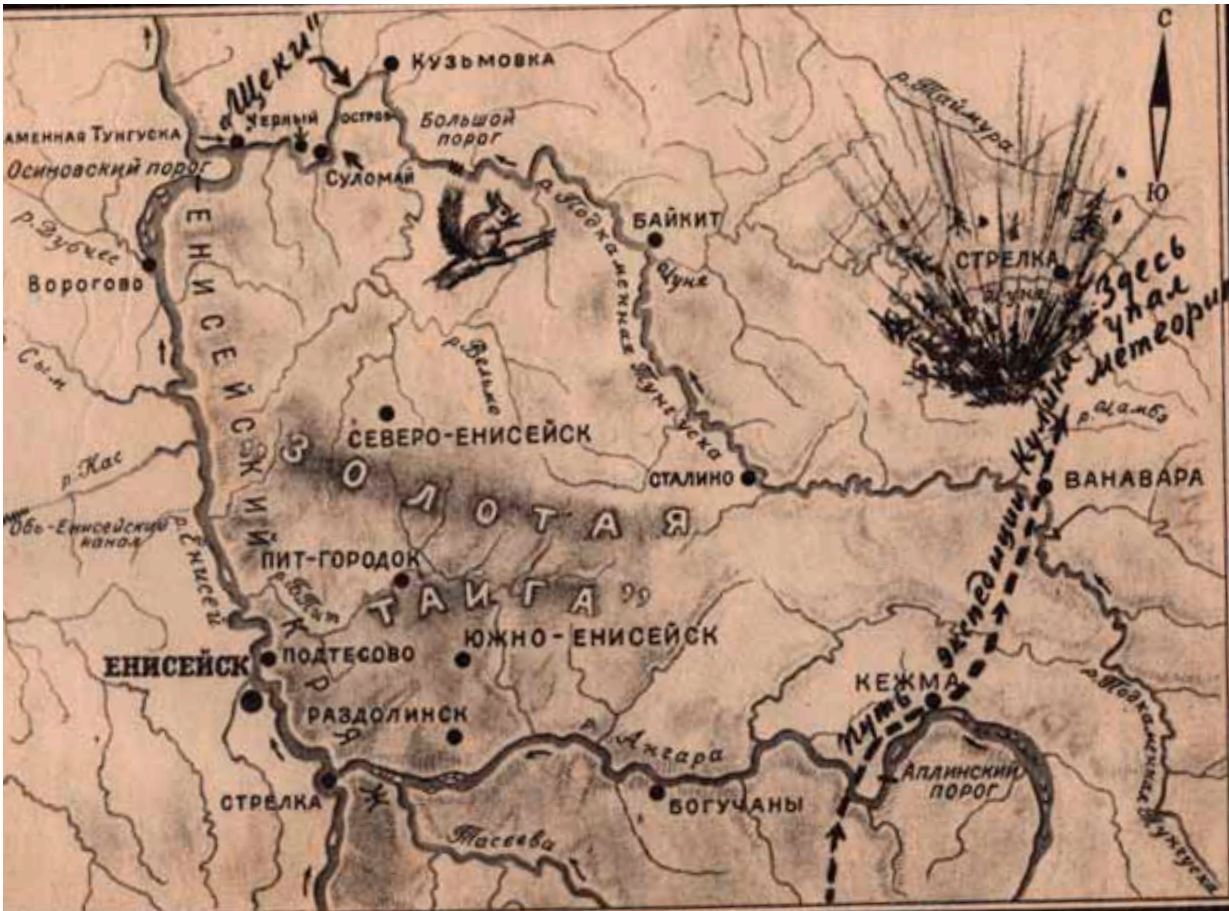 С
„Щеки"
КУЗЬМОВКА
р. Таймура
АМЕННАЯ ТУНГУСКА
ЧЕРНЫЙ
ОСТРОВ
Большой
порог
Осиновский порог
СУЛОМАЙ
Ю
р. Подкаменная Тунгуска
БАЙКИТ
р. Дубчес
Чуня
СТРЕЛКА
Чуня
Здесь
упал
метеорит
ВОРОГОВО
ЕНИСЕЙСКИЙ КРЯЖ
Сым
р. Вельмо
р. Чамба
СЕВЕРО-ЕНИСЕЙСК
р. Кас
ЗОЛОТАЯ
СТАЛИНО
ВАНАВАРА
Обь-Енисейский
канал
р. Енисей
ПИТ-ГОРОДОК
р. Б. Пит
ТАЙГА"
ЮЖНО-ЕНИСЕЙСК
Путь экспедиции Кулика
ЕНИСЕЙСК
ПОДТЕСОВО
КЕЖМА
р. Подкаменная Тунгуска
РАЗДОЛИНСК
р. Ангара
АПЛИНСКИЙ
ПОРОГ
СТРЕЛКА
БОГУЧАНЫ
Тасеева